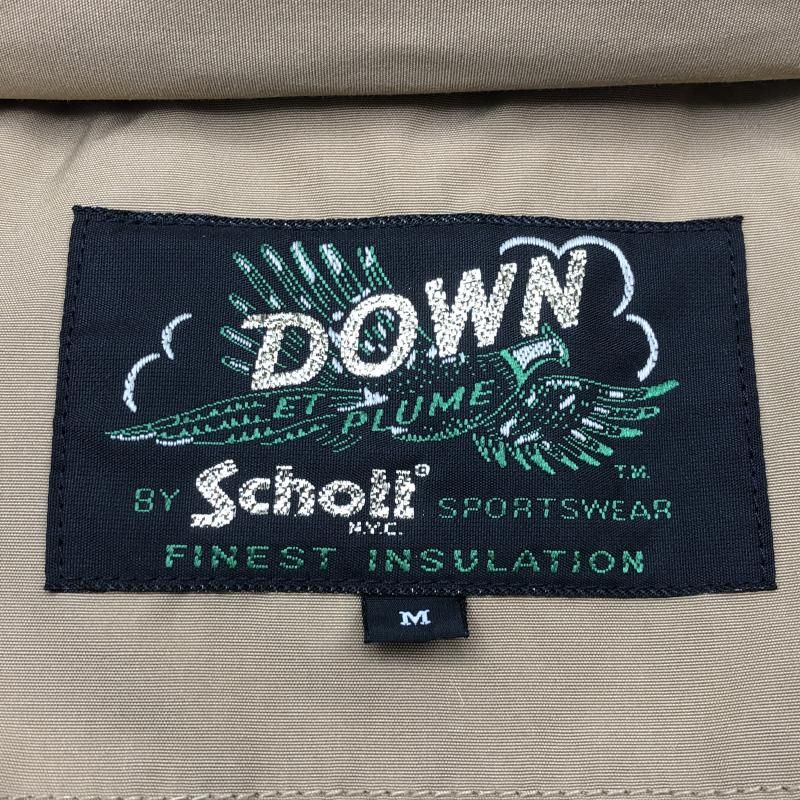 DOWN
ET PLUME
T.M.
BY Schott® SPORTSWEAR
N.Y.C.
FINEST INSULATION
M